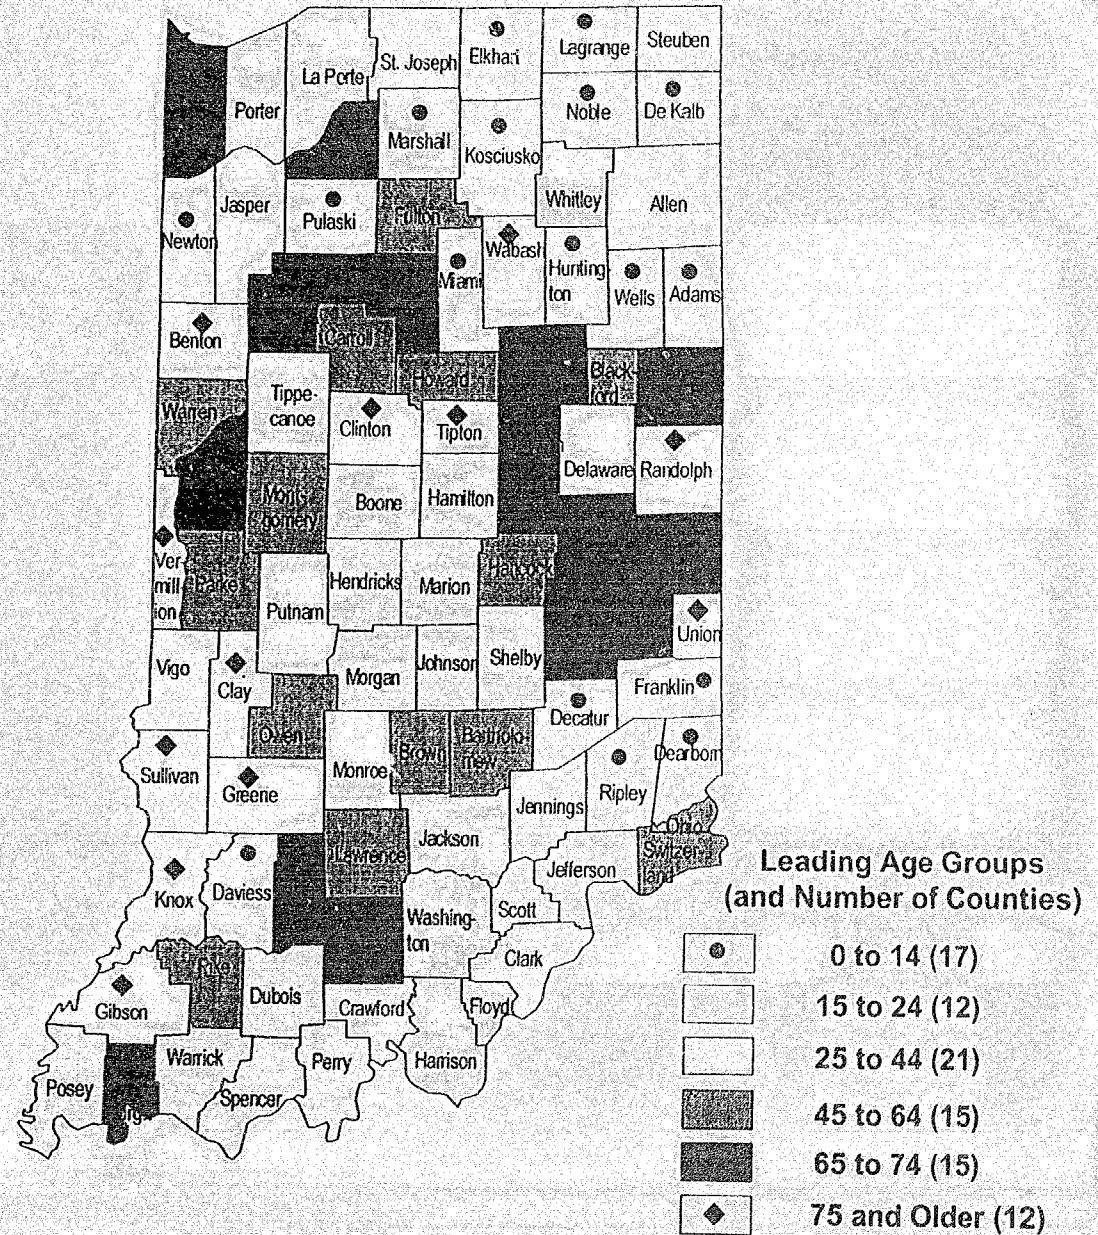 St. Joseph
Elkhart
Lagrange
Steuben
La Porte
Porter
Marshall
Kosciusko
Noble
De Kalb
Jasper
Pulaski
Fulton
Whitley
Allen
Newton
Miami
Wabash
Hunting-
ton
Wells
Adams
Benton
Carroll
Howard
Black-
ford
Warren
Tippe-
canoe
Clinton
Tipton
Delaware
Randolph
Mont-
gomery
Boone
Hamilton
Ver-
mill
ion
Parke
Putnam
Hendricks
Marion
Hancock
Union
Vigo
Clay
Morgan
Johnson
Shelby
Franklin
Decatur
Owen
Brown
Bartholo-
mew
Dearborn
Sullivan
Greene
Monroe
Jennings
Ripley
Jackson
Ohio
Switzer-
land
Lawrence
Jefferson
Knox
Daviess
Washing-
ton
Scott
Clark
Pike
Gibson
Dubois
Crawford
Floyd
Harrison
Posey
Warrick
Spencer
Perry
Leading Age Groups
(and Number of Counties)
0 to 14 (17)
15 to 24 (12)
25 to 44 (21)
45 to 64 (15)
65 to 74 (15)
75 and Older (12)